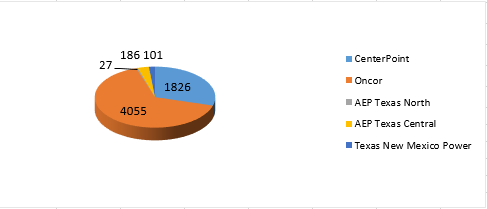 186 101
27
1826
4055
CenterPoint
Oncor
AEP Texas North
AEP Texas Central
Texas New Mexico Power